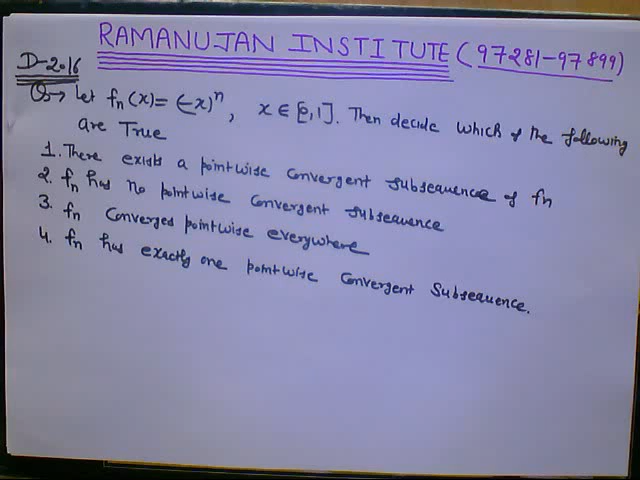 RAMANUJAN INSTITUTE (97281-97899)
D-2016
Qs→ Let fn(x) = (-x)^n, x ∈ [0,1]. Then decide which of the following
are True
1. There exists a pointwise convergent subsequence of fn
2. fn has no pointwise convergent subsequence
3. fn Converges pointwise everywhere
4. fn has exactly one pointwise Convergent Subsequence.